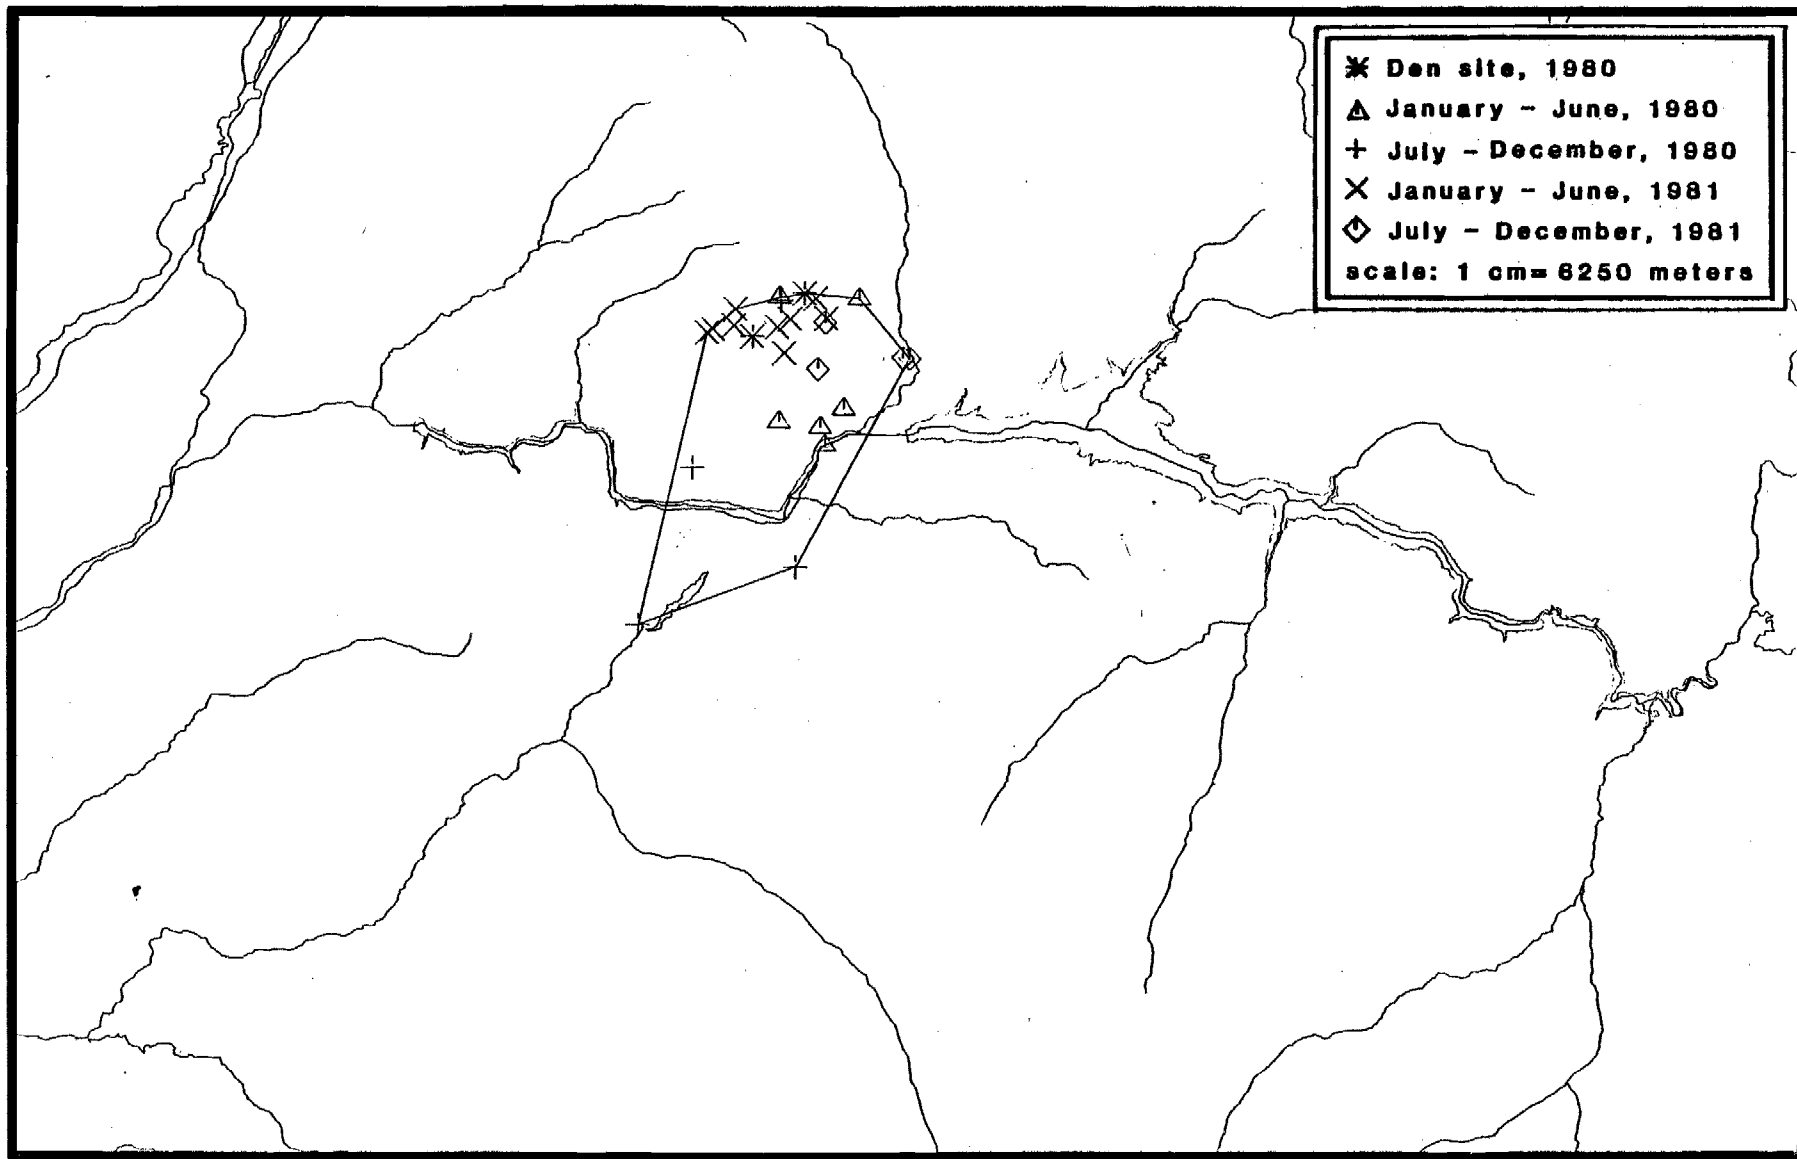 Den site, 1980
January - June, 1980
July - December, 1980
January - June, 1981
July - December, 1981
scale: 1 cm= 6250 meters